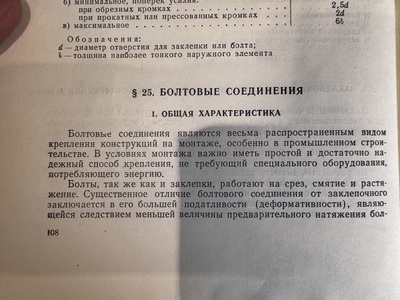 б) минимальное, поперек усилия:
при обрезных кромках . . . . 2,5d
при прокатных или прессованных кромках . . . 2d
в) максимальное . . . . 6δ
Обозначения:
d — диаметр отверстия для заклепки или болта;
δ — толщина наиболее тонкого наружного элемента
§ 25. БОЛТОВЫЕ СОЕДИНЕНИЯ
1. ОБЩАЯ ХАРАКТЕРИСТИКА
Болтовые соединения являются весьма распространенным видом
крепления конструкций на монтаже, особенно в промышленном строи-
тельстве. В условиях монтажа важно иметь простой и достаточно на-
дежный способ крепления, не требующий специального оборудования,
потребляющего энергию.
Болты, так же как и заклепки, работают на срез, смятие и растя-
жение. Существенное отличие болтового соединения от заклепочного
заключается в его большей податливости (деформативности), являю-
щейся следствием меньшей величины предварительного натяжения бол-
108